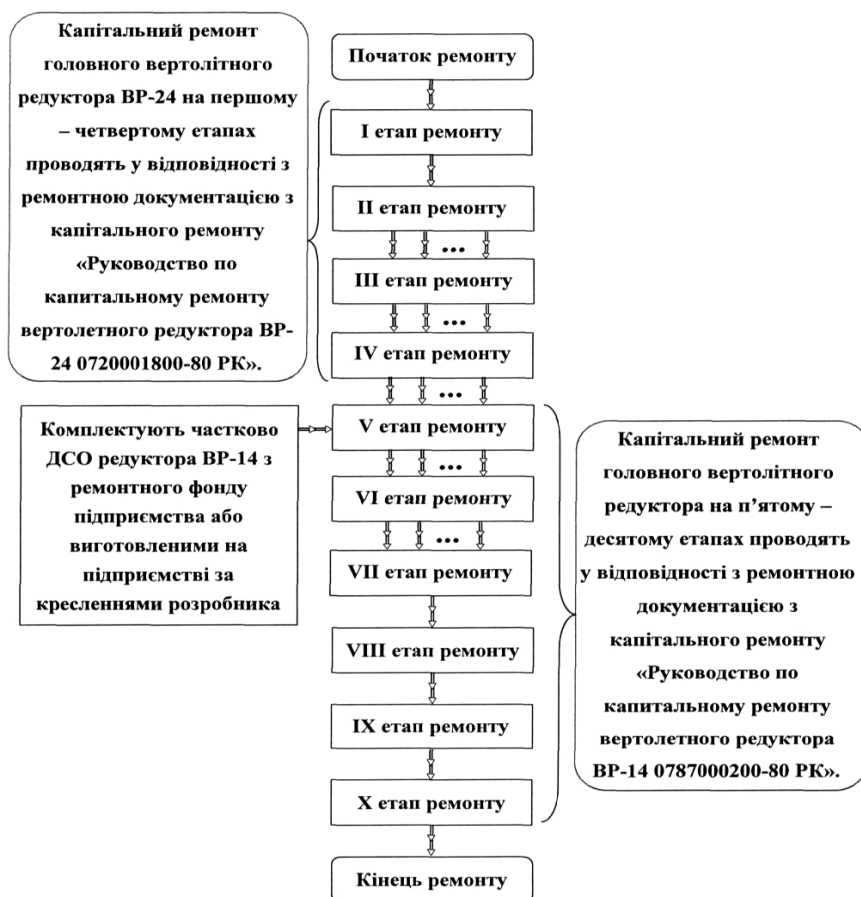 Капітальний ремонт
головного вертолітного
редуктора ВР-24 на першому
– четвертому етапах
проводять у відповідності з
ремонтною документацією з
капітального ремонту
«Руководство по
капитальному ремонту
вертолетного редуктора ВР-
24 0720001800-80 РК».
Початок ремонту
I етап ремонту
II етап ремонту
...
III етап ремонту
...
IV етап ремонту
...
Комплектують частково
ДСО редуктора ВР-14 з
ремонтного фонду
підприємства або
виготовленими на
підприємстві за
кресленнями розробника
V етап ремонту
...
VI етап ремонту
...
VII етап ремонту
VIII етап ремонту
IX етап ремонту
X етап ремонту
Кінець ремонту
Капітальний ремонт
головного вертолітного
редуктора на п’ятому –
десятому етапах проводять
у відповідності з ремонтною
документацією з
капітального ремонту
«Руководство по
капитальному ремонту
вертолетного редуктора
ВР-14 0787000200-80 РК».